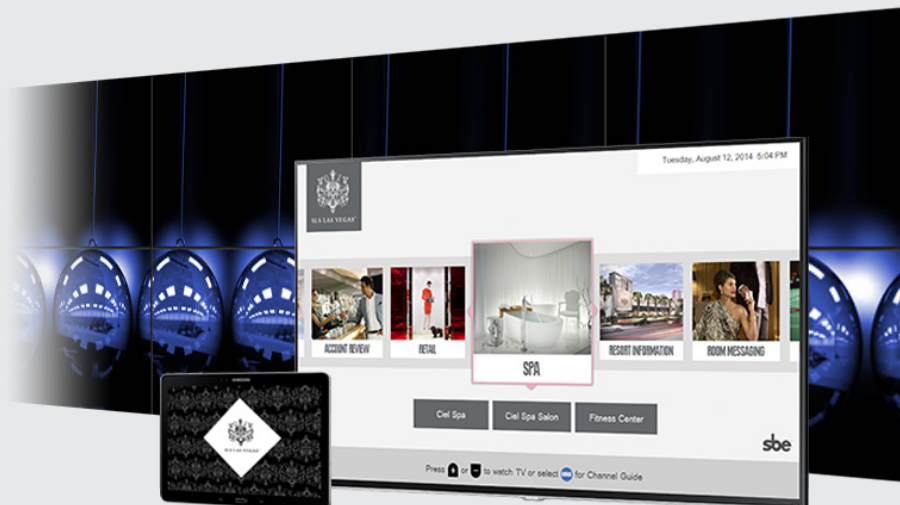 Tuesday, August 12, 2014 5:04 PM
SLS LAS VEGAS
ACCOUNT REVIEW
RETAIL
SPA
RESORT INFORMATION
ROOM MESSAGING
Ciel Spa
Ciel Spa Salon
Fitness Center
sbe
Press or to watch TV or select for Channel Guide
SAMSUNG
SLS LAS VEGAS